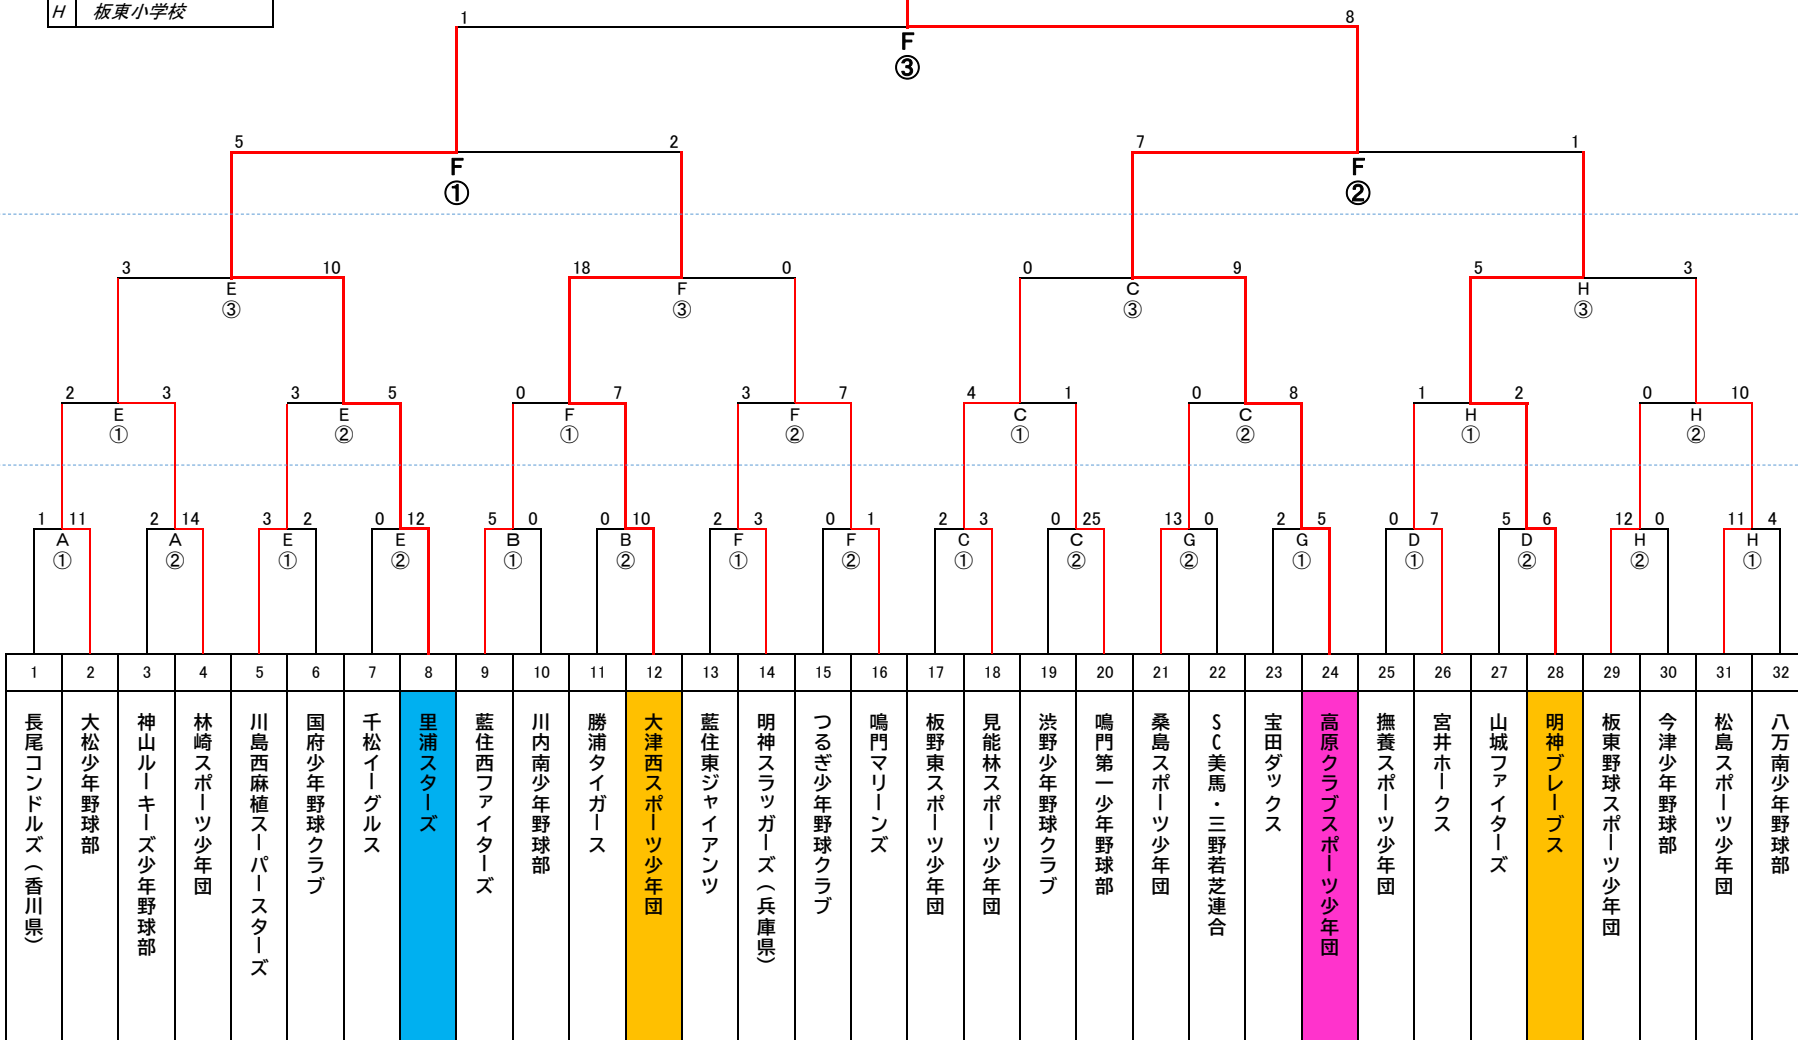 H 板東小学校
1 8
F
③
5 2 7 1
F F
① ②
3 10 18 0 0 9 5 3
E F C H
③ ③ ③ ③
2 3 3 5 0 7 3 7 4 1 0 8 1 2 0 10
E E F F C C H H
① ② ① ② ① ② ① ②
1 11 2 14 3 2 0 12 5 0 0 10 2 3 0 1 2 3 0 25 13 0 2 5 0 7 5 6 12 0 11 4
A A E E B B F F C C G G D D H H
① ② ① ② ① ② ① ② ① ② ② ① ① ② ② ①
1 2 3 4 5 6 7 8 9 10 11 12 13 14 15 16 17 18 19 20 21 22 23 24 25 26 27 28 29 30 31 32
長尾コンドルズ（香川県）
大松少年野球部
神山ルーキーズ少年野球部
林崎スポーツ少年団
川島西麻植スーパースターズ
国府少年野球クラブ
千松イーグルス
里浦スターズ
藍住西ファイターズ
川内南少年野球部
勝浦タイガース
大津西スポーツ少年団
藍住東ジャイアンツ
明神スラッガーズ（兵庫県）
つるぎ少年野球クラブ
鳴門マリーンズ
板野東スポーツ少年団
見能林スポーツ少年団
渋野少年野球クラブ
鳴門第一少年野球部
桑島スポーツ少年団
SC美馬・三野若芝連合
宝田ダックス
高原クラブスポーツ少年団
撫養スポーツ少年団
宮井ホークス
山城ファイターズ
明神ブレーブス
板東野球スポーツ少年団
今津少年野球部
松島スポーツ少年団
八万南少年野球部